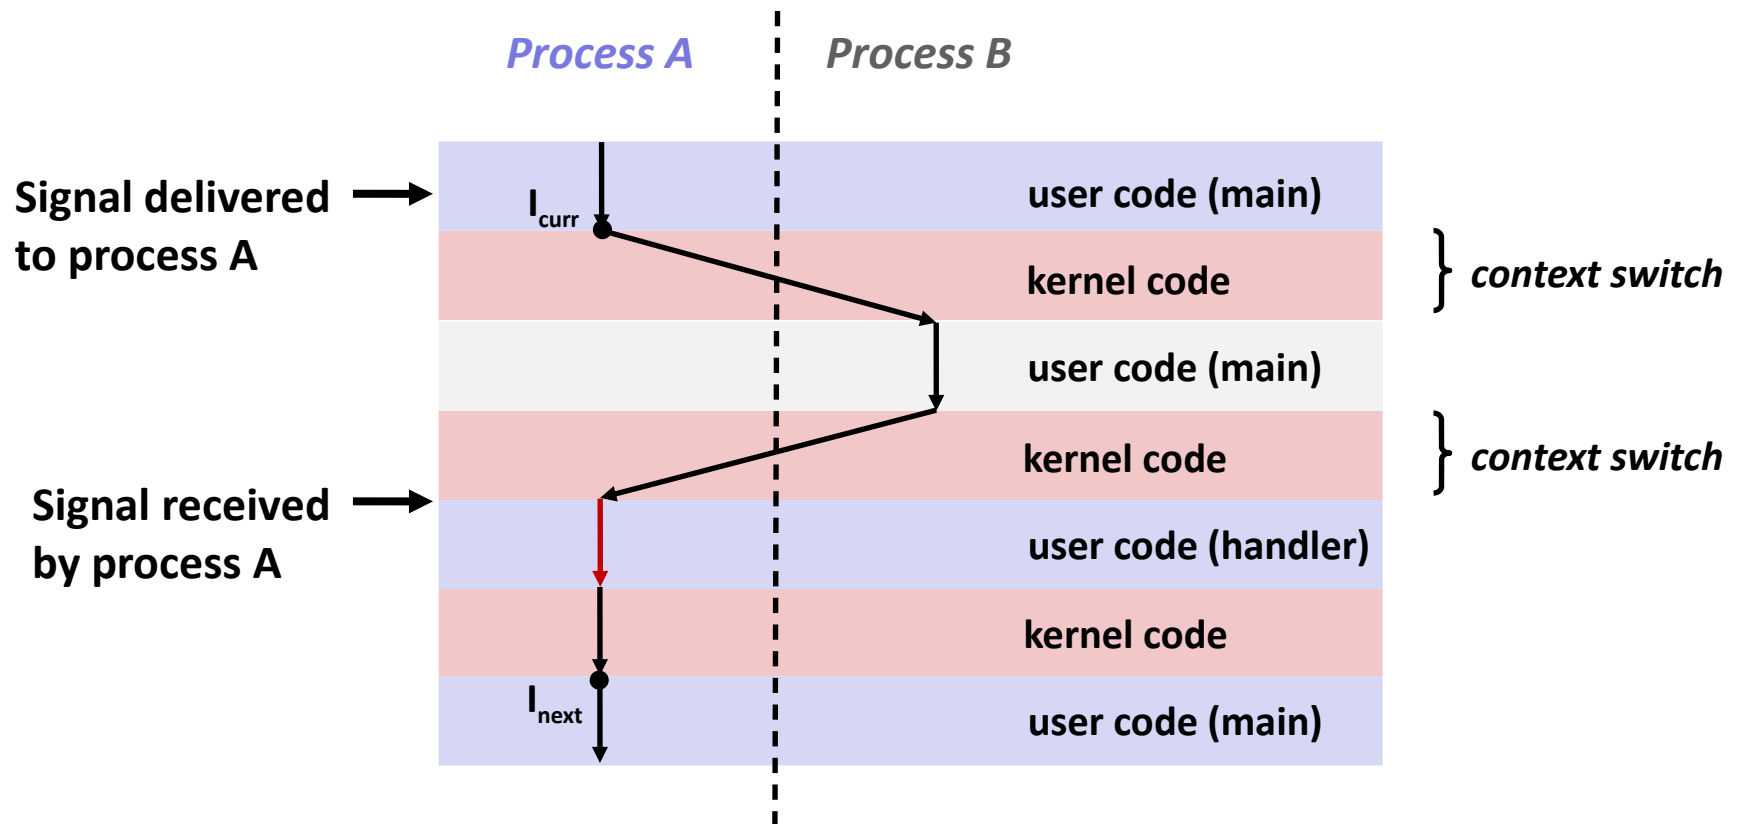 Process A
Process B
Signal delivered
to process A
Icurr
user code (main)
kernel code
context switch
user code (main)
kernel code
context switch
Signal received
by process A
user code (handler)
kernel code
Inext
user code (main)